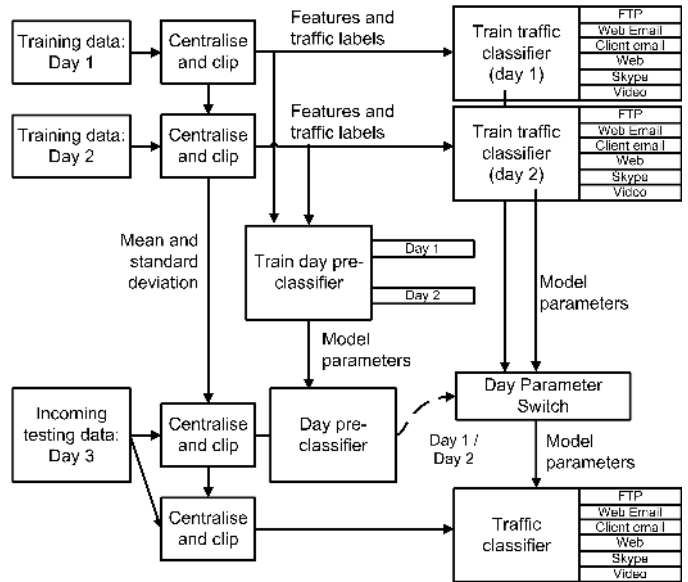 Training data:
Day 1
Centralise
and clip
Features and
traffic labels
Train traffic
classifier
(day 1)
FTP
Web Email
Client email
Web
Skype
Video
Training data:
Day 2
Centralise
and clip
Features and
traffic labels
Train traffic
classifier
(day 2)
FTP
Web Email
Client email
Web
Skype
Video
Mean and
standard
deviation
Train day pre-
classifier
Day 1
Day 2
Model
parameters
Model
parameters
Incoming
testing data:
Day 3
Centralise
and clip
Day pre-
classifier
Day Parameter
Switch
Day 1 /
Day 2
Model
parameters
Centralise
and clip
Traffic
classifier
FTP
Web Email
Client email
Web
Skype
Video